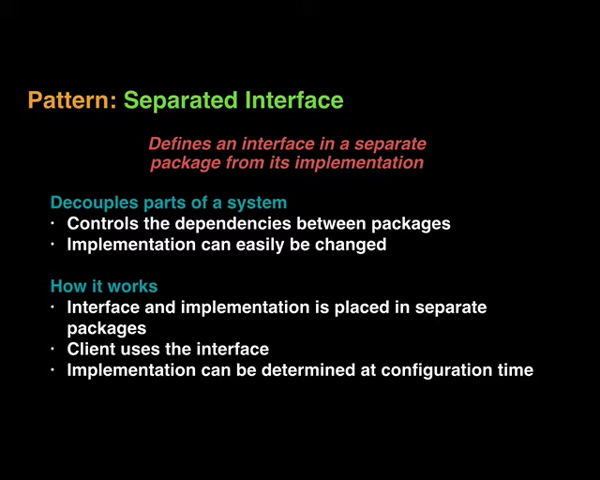 Pattern: Separated Interface
Defines an interface in a separate
package from its implementation
Decouples parts of a system
· Controls the dependencies between packages
· Implementation can easily be changed
How it works
· Interface and implementation is placed in separate
packages
· Client uses the interface
· Implementation can be determined at configuration time